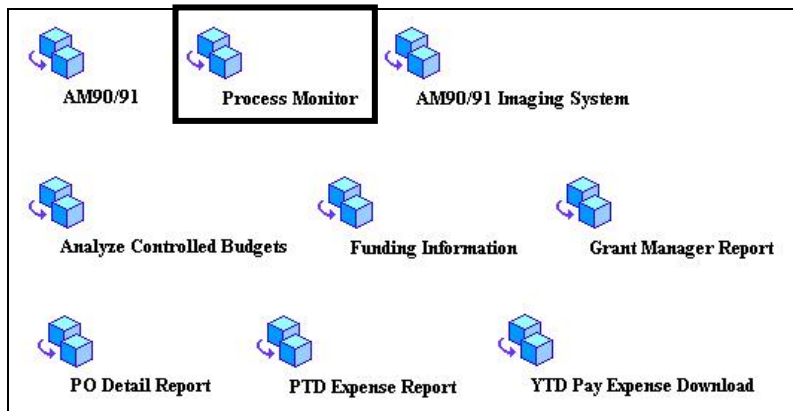 AM90/91
Process Monitor
AM90/91 Imaging System
Analyze Controlled Budgets
Funding Information
Grant Manager Report
PO Detail Report
PTD Expense Report
YTD Pay Expense Download